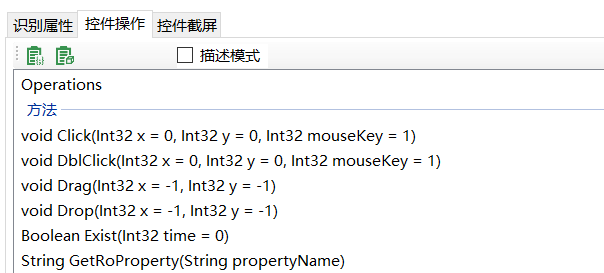 识别属性 控件操作 控件截屏
描述模式
Operations
方法
void Click(Int32 x = 0, Int32 y = 0, Int32 mouseKey = 1)
void DblClick(Int32 x = 0, Int32 y = 0, Int32 mouseKey = 1)
void Drag(Int32 x = -1, Int32 y = -1)
void Drop(Int32 x = -1, Int32 y = -1)
Boolean Exist(Int32 time = 0)
String GetRoProperty(String propertyName)